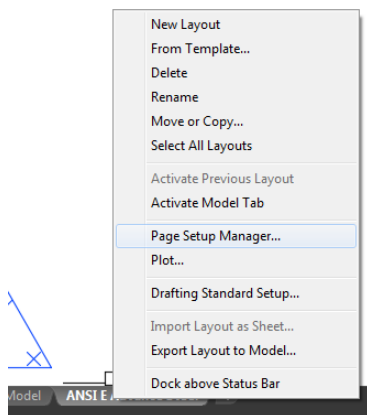 New Layout
From Template...
Delete
Rename
Move or Copy...
Select All Layouts
Activate Previous Layout
Activate Model Tab
Page Setup Manager...
Plot...
Drafting Standard Setup...
Import Layout as Sheet...
Export Layout to Model...
Dock above Status Bar
Model ANSI E